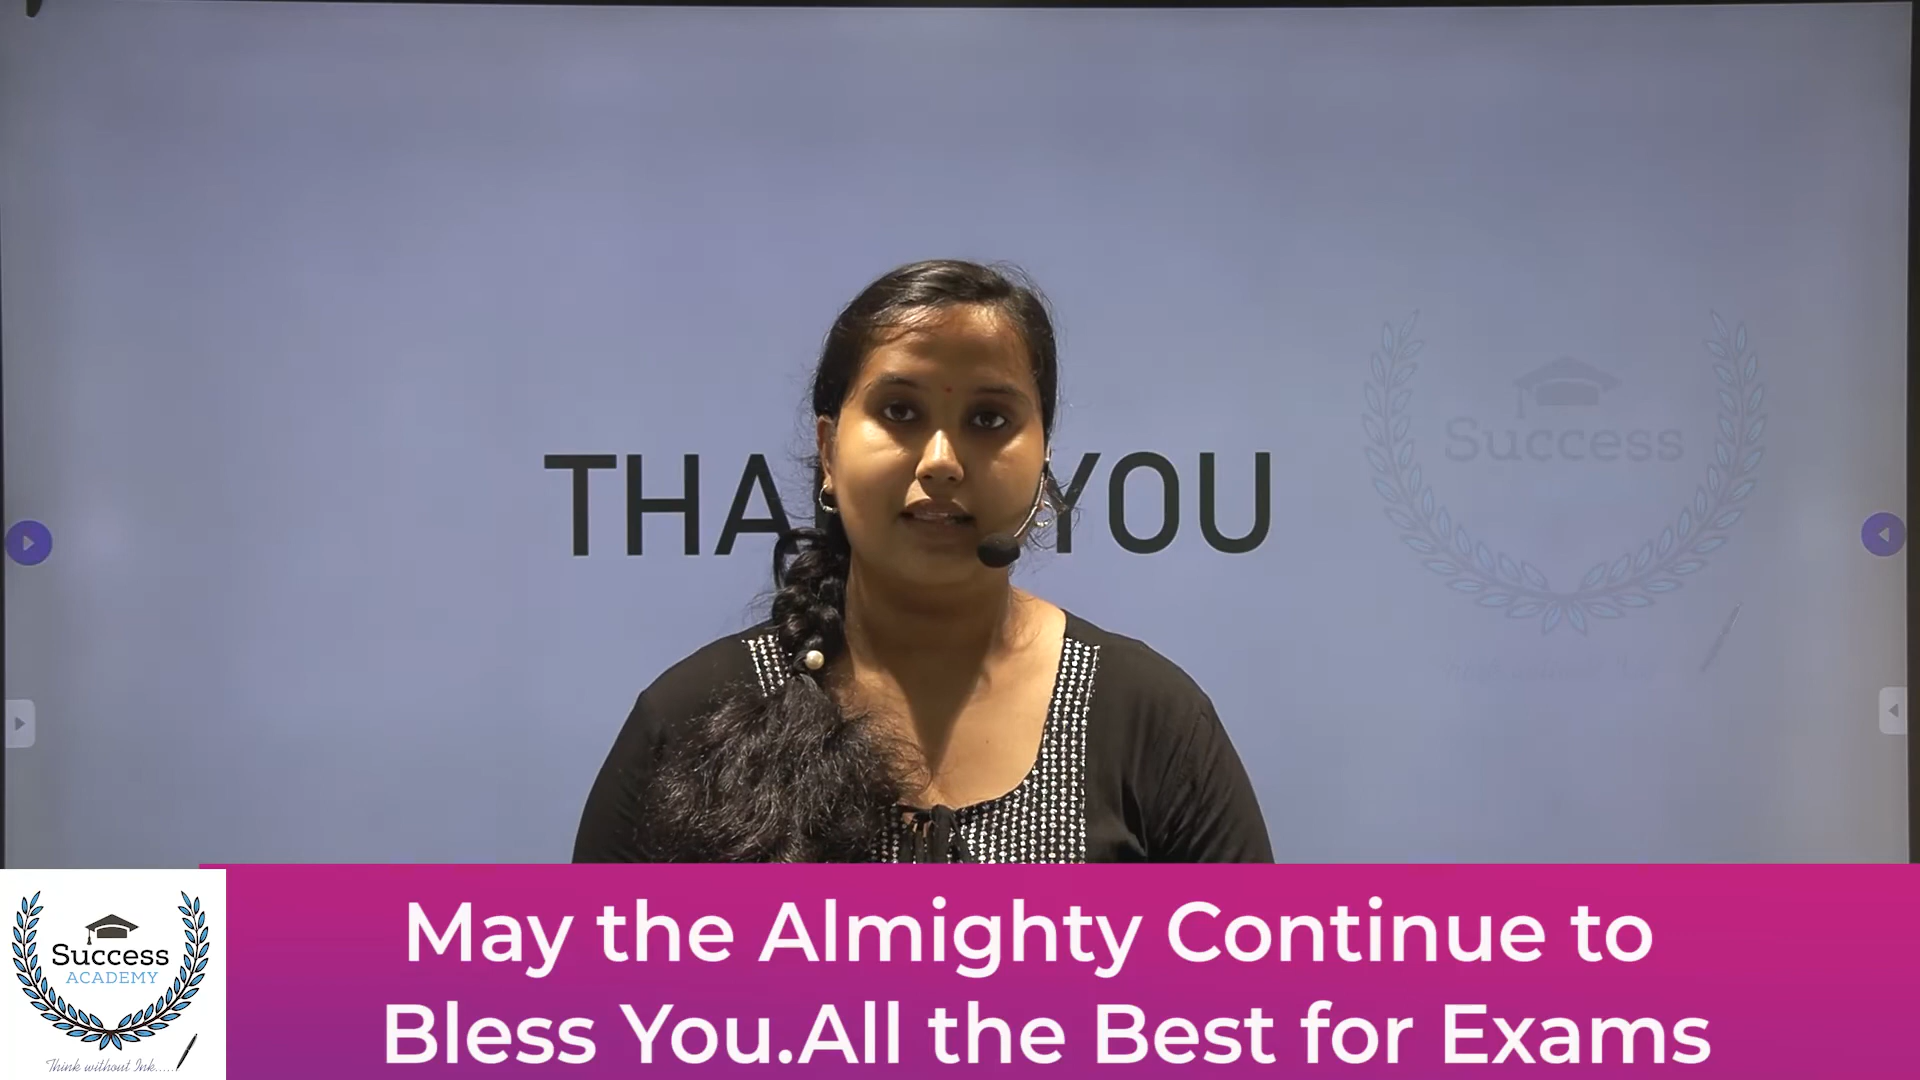 THA YOU
Success
May the Almighty Continue to
Bless You.All the Best for Exams
Success
ACADEMY
Think without Ink.....